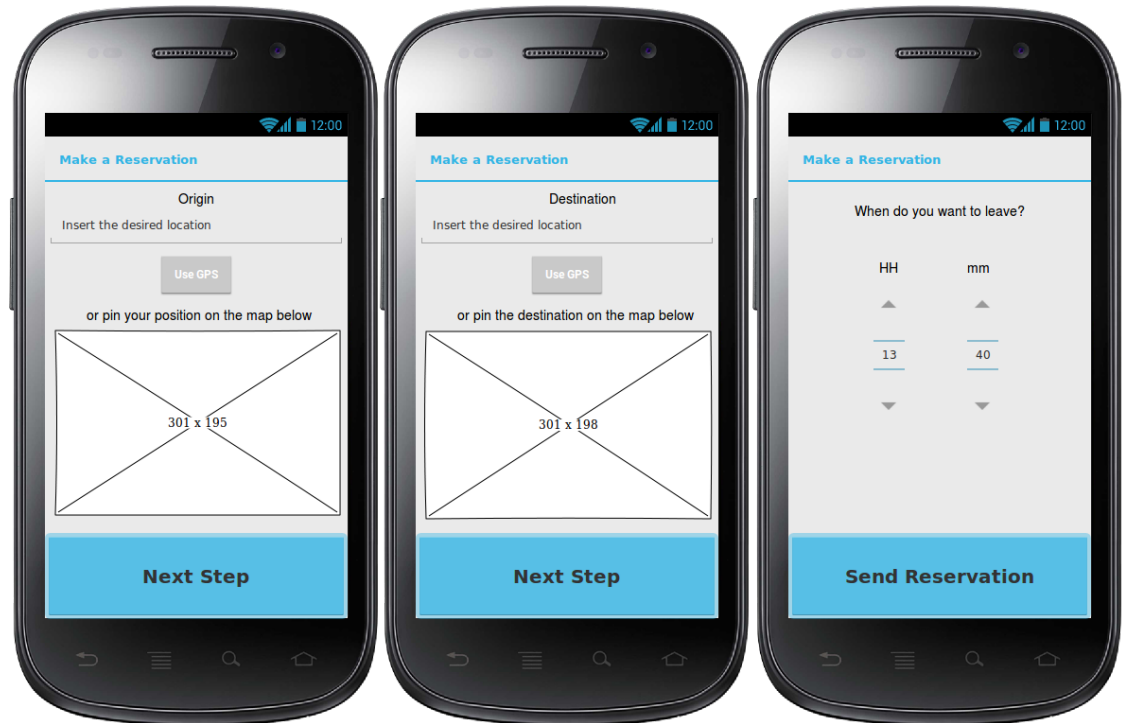 12:00
Make a Reservation
Origin
Insert the desired location
Use GPS
or pin your position on the map below
301 x 195
Next Step
12:00
Make a Reservation
Destination
Insert the desired location
Use GPS
or pin the destination on the map below
301 x 198
Next Step
12:00
Make a Reservation
When do you want to leave?
HH mm
13 40
Send Reservation